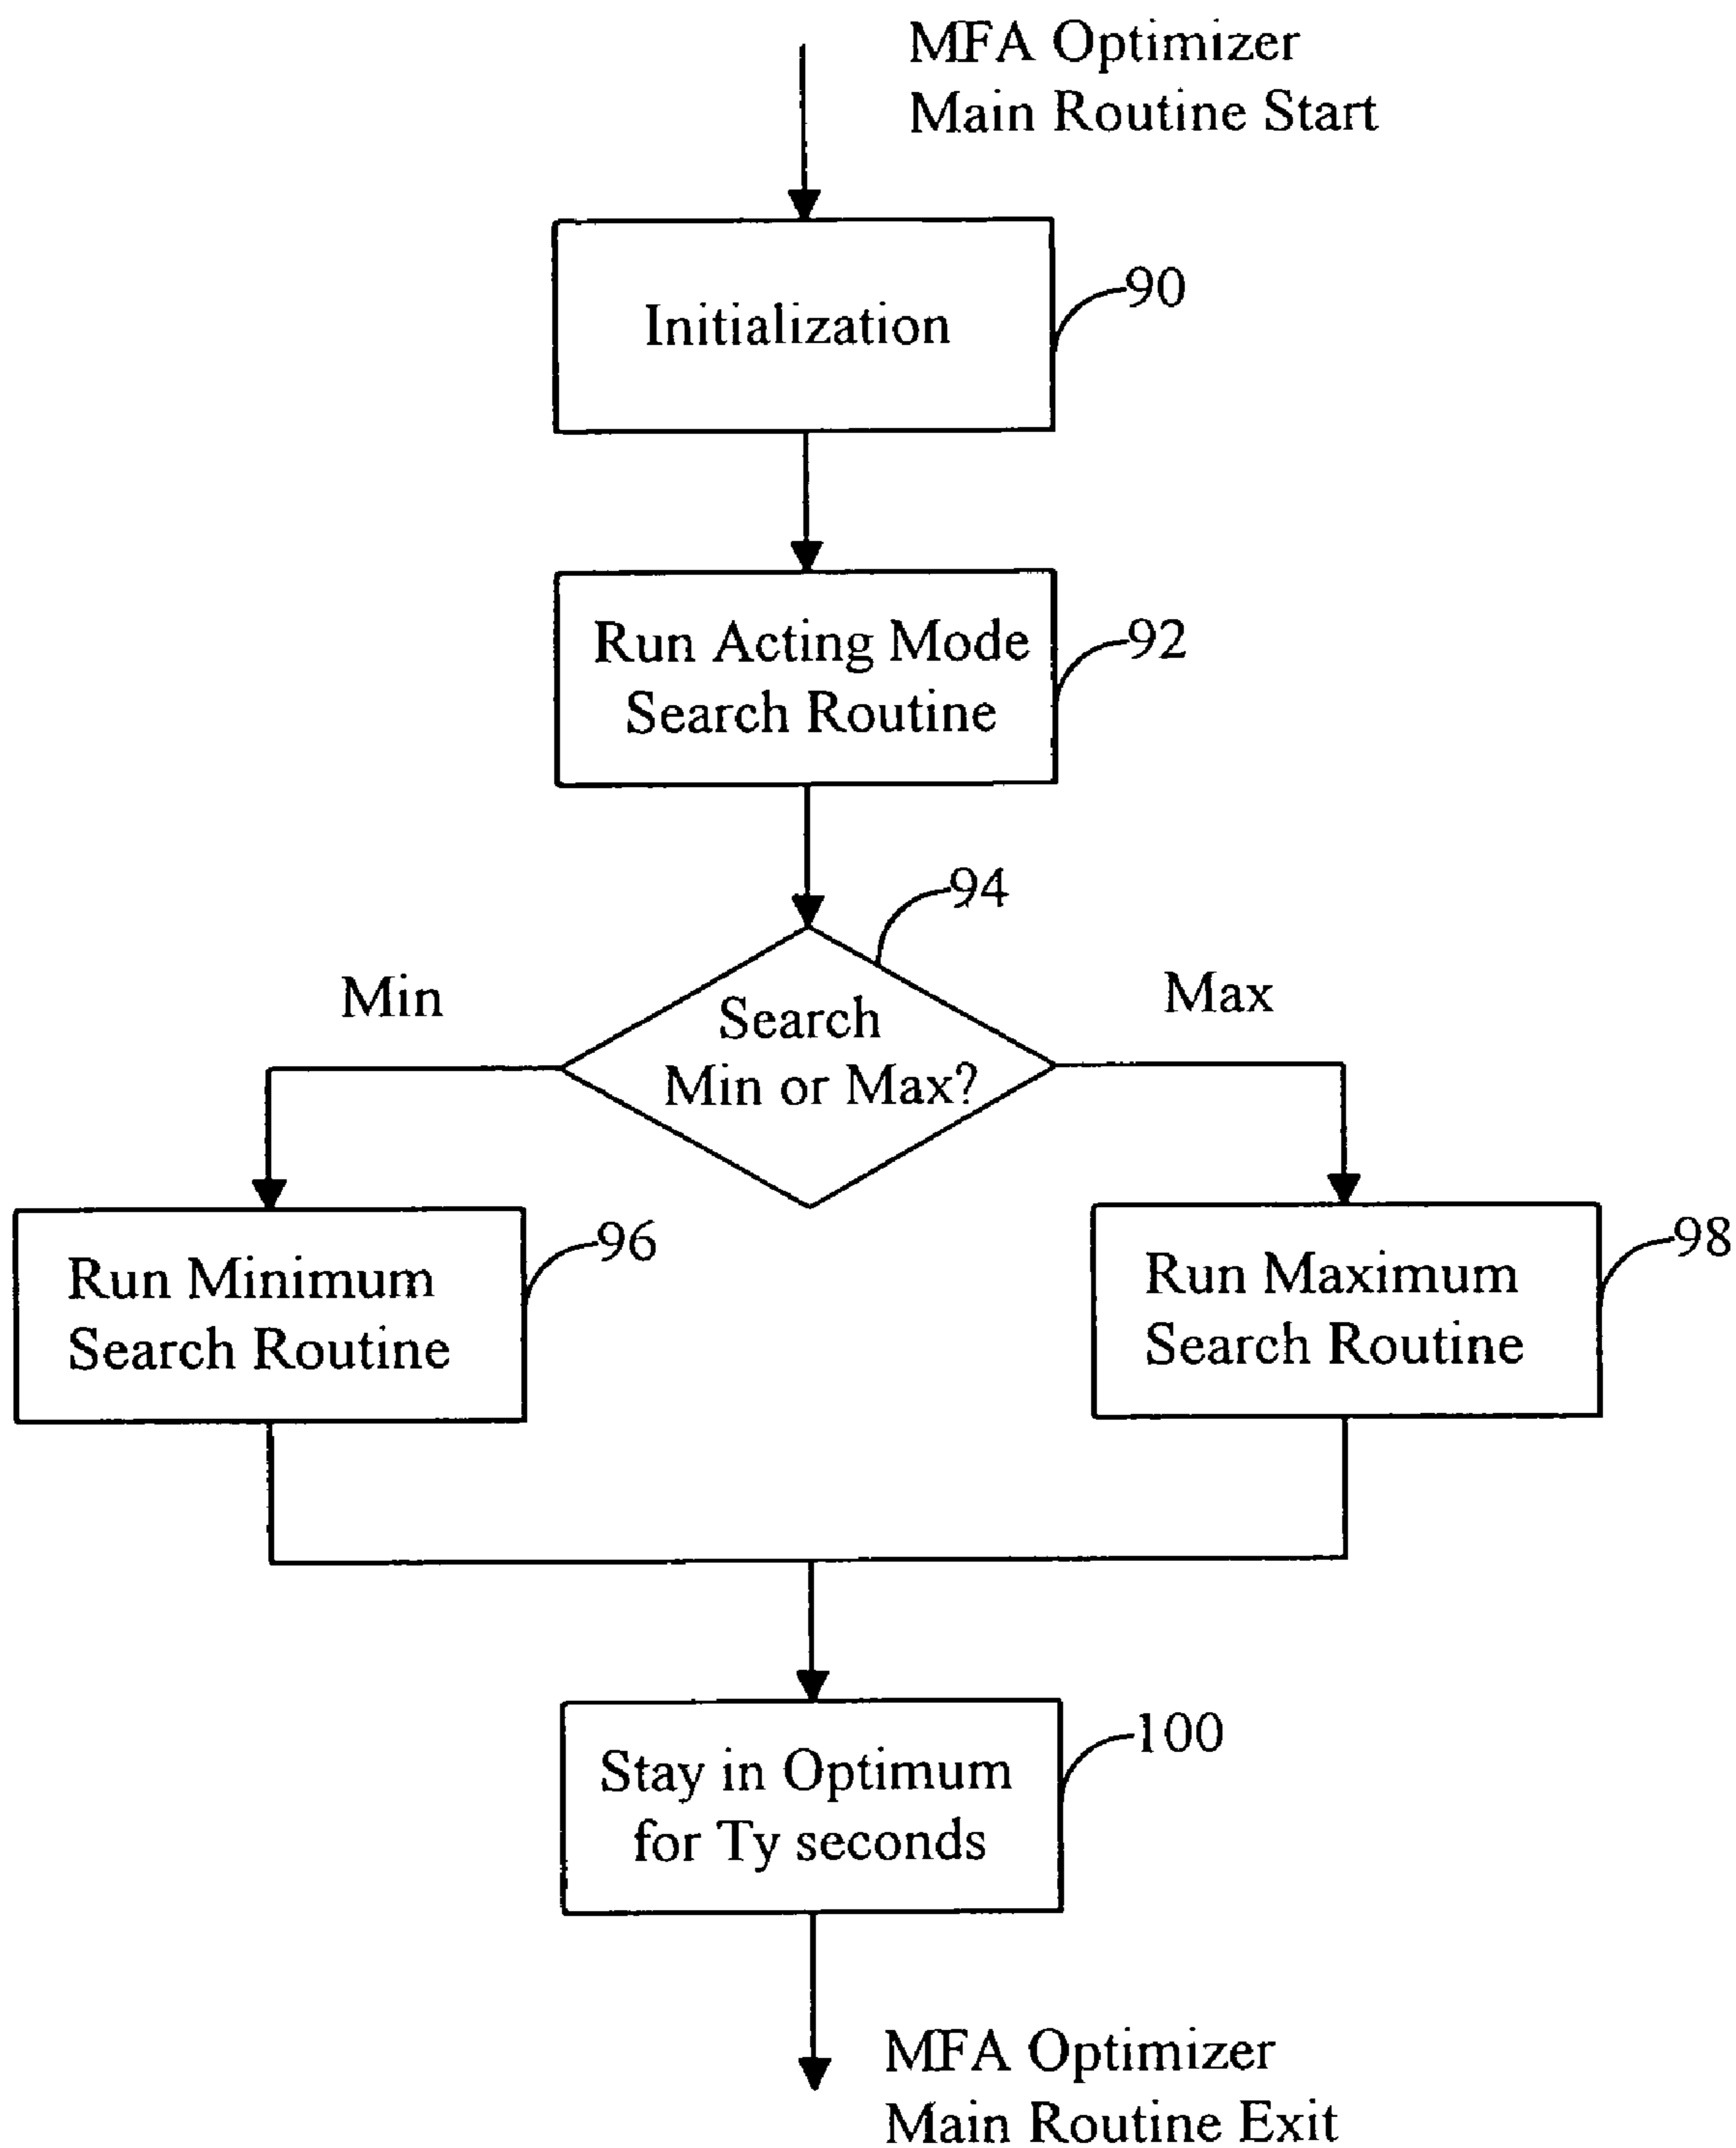 MFA Optimizer
Main Routine Start
Initialization
90
Run Acting Mode
Search Routine
92
94
Min
Search
Min or Max?
Max
Run Minimum
Search Routine
96
Run Maximum
Search Routine
98
Stay in Optimum
for Ty seconds
100
MFA Optimizer
Main Routine Exit